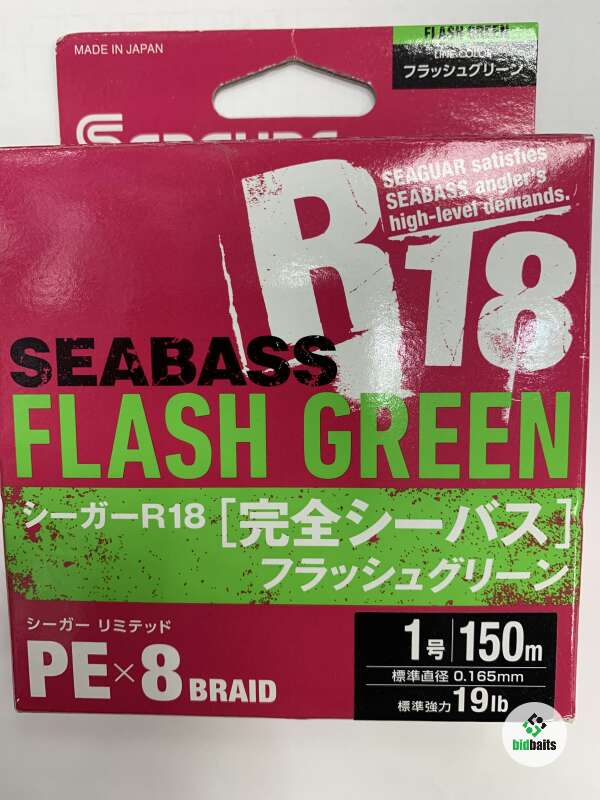 MADE IN JAPAN
FLASH GREEN
LINE COLOR
フラッシュグリーン
SEAGUAR satisfies
SEABASS angler's
high-level demands.
R18
SEABASS
FLASH GREEN
シーガーR18 [完全シーバス]
フラッシュグリーン
シーガー リミテッド
PE×8 BRAID
1号 150m
標準直径 0.165mm
標準強力 19lb
bidbaits